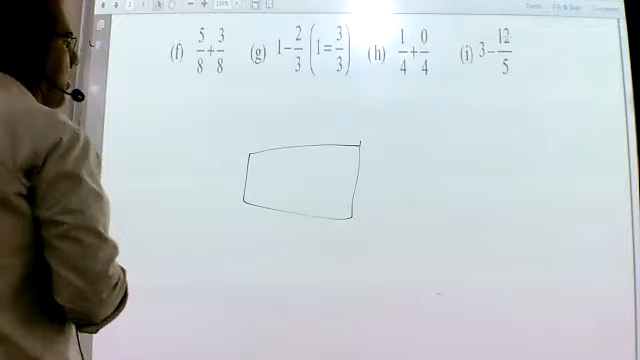 (f) 5/8 + 3/8 (g) 1 - 2/3 (1 = 3/3) (h) 1/4 + 0/4 (i) 3 - 12/5